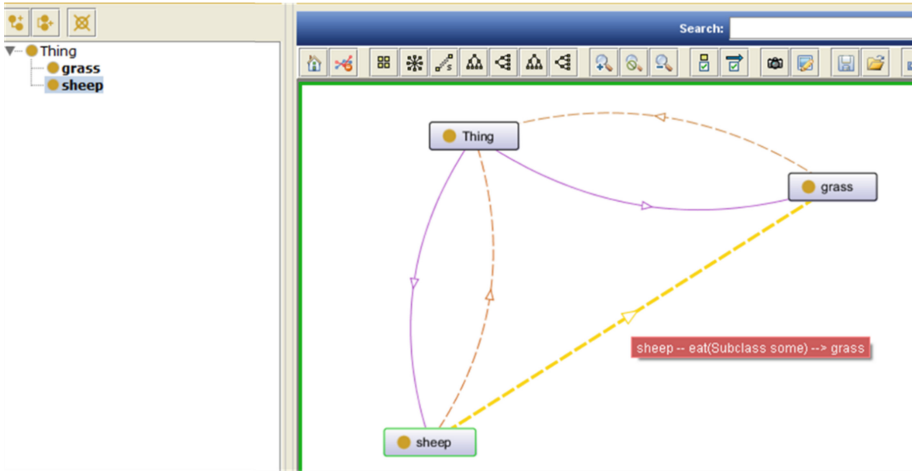 Search:
Thing
grass
sheep
Thing
grass
sheep -- eat(Subclass some) --> grass
sheep